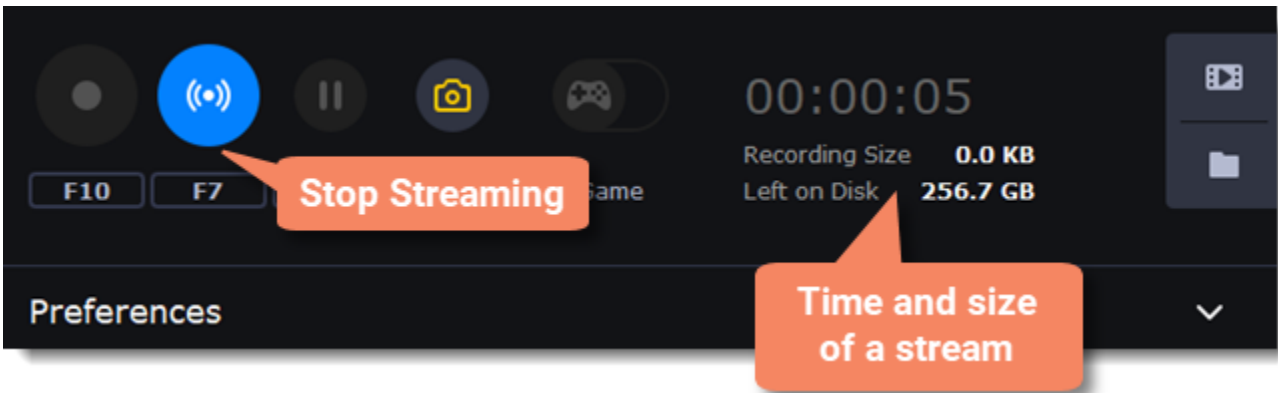 00:00:05
Recording Size 0.0 KB
F10 F7 Stop Streaming Game Left on Disk 256.7 GB
Preferences
Time and size
of a stream